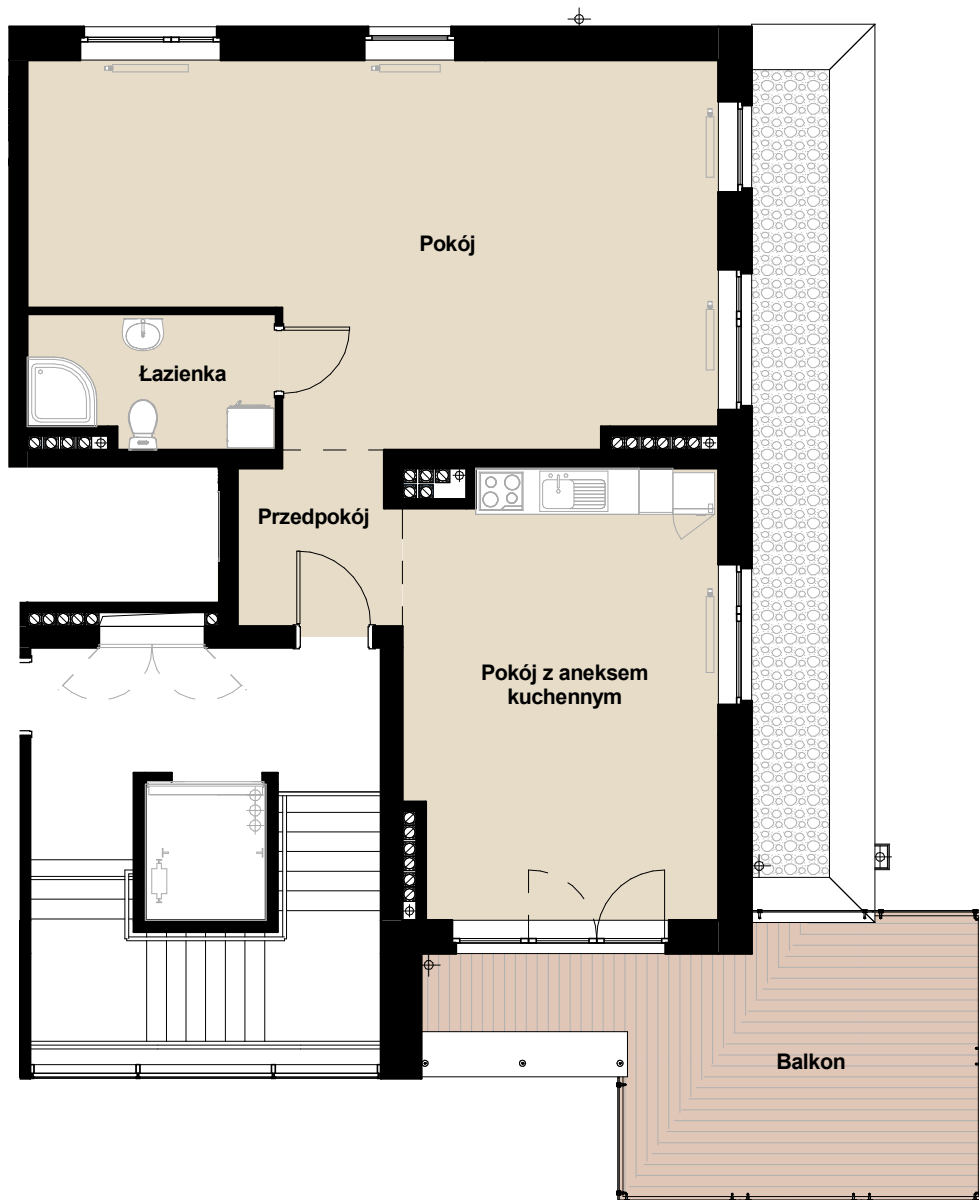 Pokój
Łazienka
Przedpokój
Pokój z aneksem
kuchennym
Balkon